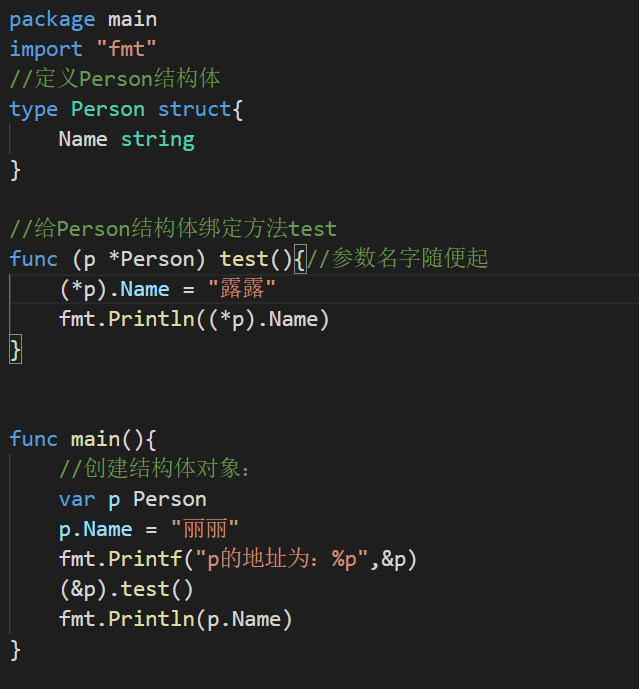 package main
import "fmt"
//定义Person结构体
type Person struct{
    Name string
}
//给Person结构体绑定方法test
func (p *Person) test(){//参数名字随便起
    (*p).Name = "露露"
    fmt.Println((*p).Name)
}
func main(){
    //创建结构体对象：
    var p Person
    p.Name = "丽丽"
    fmt.Printf("p的地址为：%p",&p)
    (&p).test()
    fmt.Println(p.Name)
}